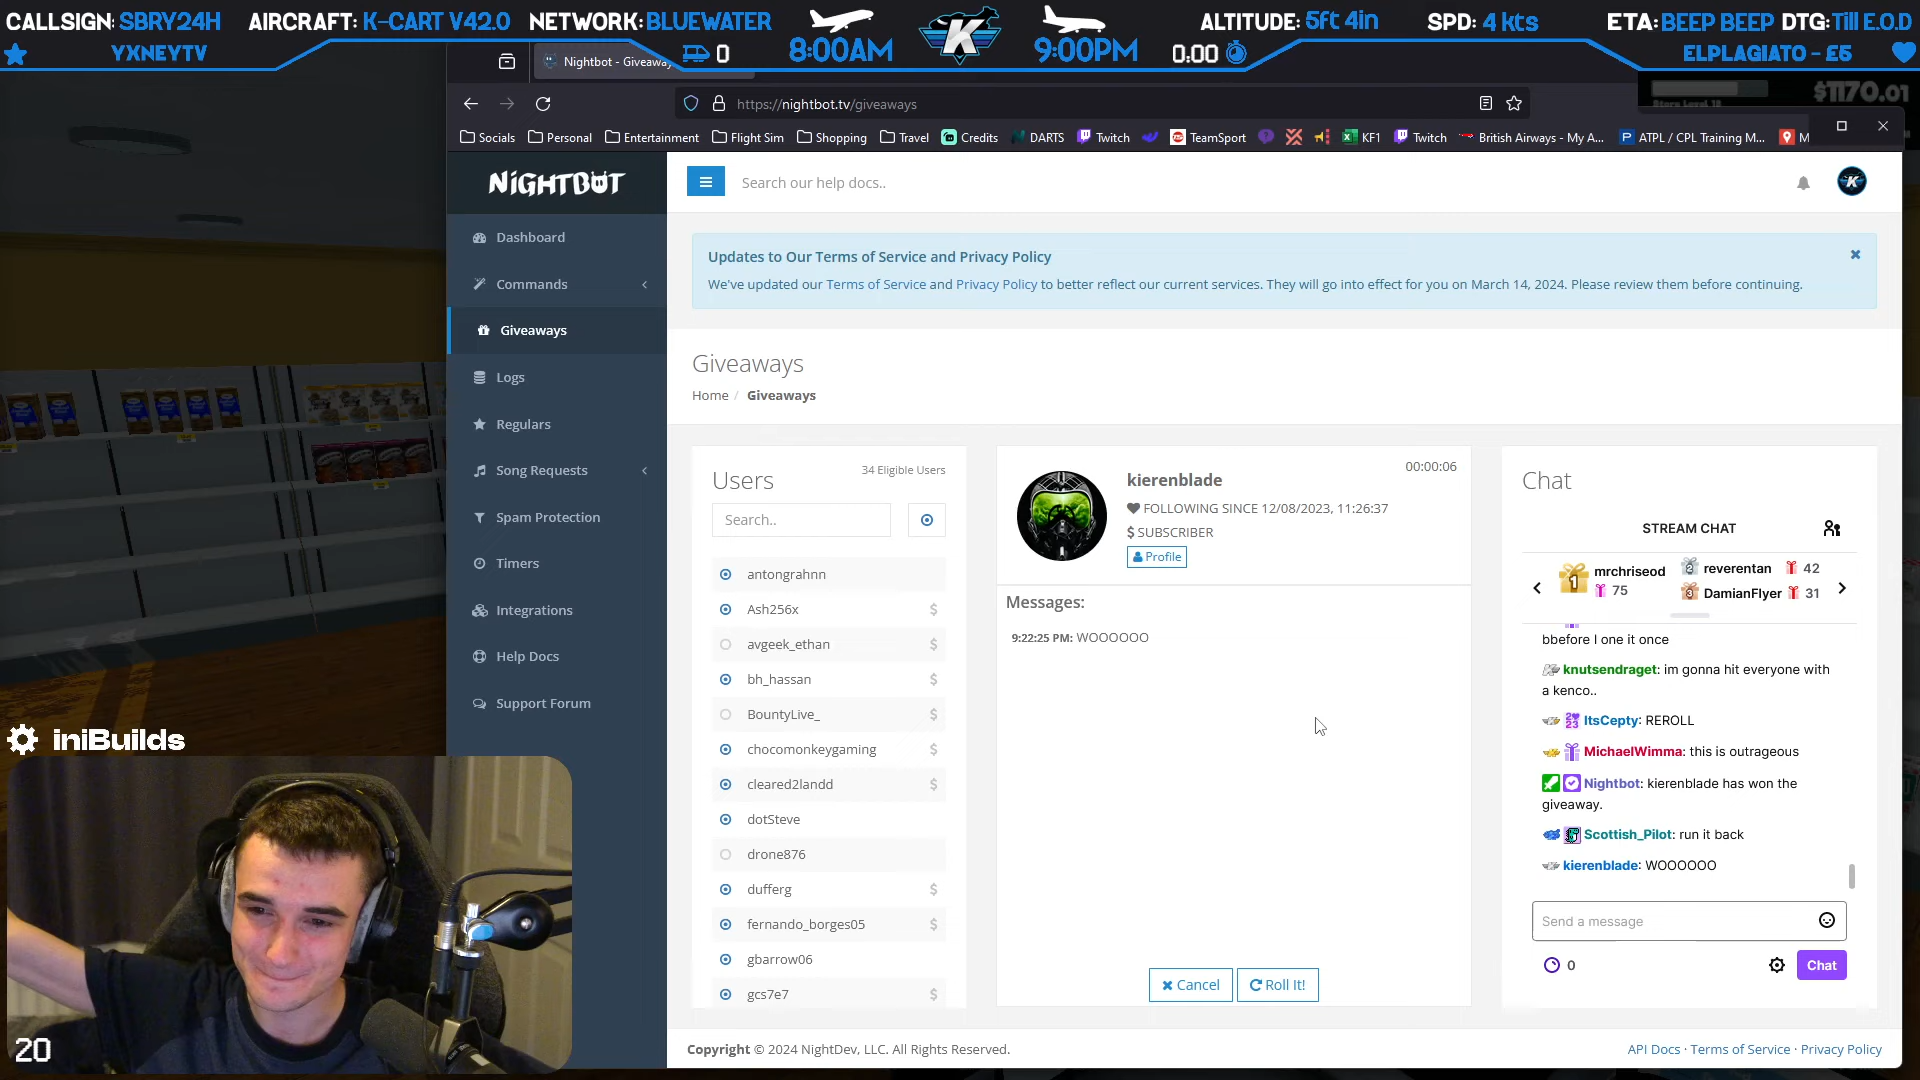 CALLSIGN: SBRY24H
AIRCRAFT: K-CART V42.0
NETWORK: BLUEWATER
ALTITUDE: 5ft 4in
SPD: 4 kts
ETA: BEEP BEEP DTG: Till E.O.D
YXNEYTV
0
8:00AM
K
9:00PM
0.00
ELPLAGIATO - £5
Nightbot - Giveaway
$1170.01
Store Level 18
https://nightbot.tv/giveaways
Socials Personal Entertainment Flight Sim Shopping Travel Credits DARTS Twitch TeamSport KF1 Twitch British Airways - My A... ATPL / CPL Training M... M
NIGHTBOT
Search our help docs..
Dashboard
Commands
Giveaways
Logs
Regulars
Song Requests
Spam Protection
Timers
Integrations
Help Docs
Support Forum
Updates to Our Terms of Service and Privacy Policy
We've updated our Terms of Service and Privacy Policy to better reflect our current services. They will go into effect for you on March 14, 2024. Please review them before continuing.
Giveaways
Home / Giveaways
Users
34 Eligible Users
Search..
antongrahnn
Ash256x $
avgeek_ethan
bh_hassan $
BountyLive_ $
chocomonkeygaming $
cleared2landd $
dotSteve
drone876
dufferg $
fernando_borges05 $
gbarrow06
gcs7e7 $
kierenblade
00:00:06
FOLLOWING SINCE 12/08/2023, 11:26:37
$ SUBSCRIBER
Profile
Messages:
9:22:25 PM: WOOOOOO
Cancel
Roll It!
Chat
STREAM CHAT
1 mrchriseod 75
2 reverentan 42
3 DamianFlyer 31
bbefore I one it once
knutsendraget: im gonna hit everyone with
a kenco..
ItsCepty: REROLL
MichaelWimma: this is outrageous
Nightbot: kierenblade has won the
giveaway.
Scottish_Pilot: run it back
kierenblade: WOOOOOO
Send a message
0
Chat
Copyright © 2024 NightDev, LLC. All Rights Reserved.
API Docs · Terms of Service · Privacy Policy
iniBuilds
20